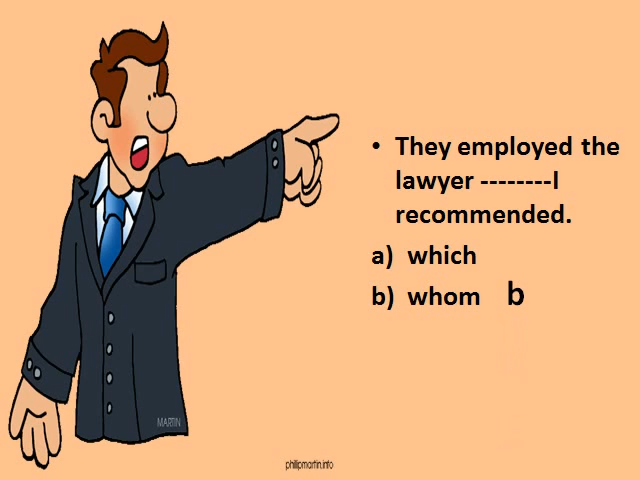 • They employed the
lawyer --------I
recommended.
a) which
b) whom b
MARTIN
phillipmartin.info